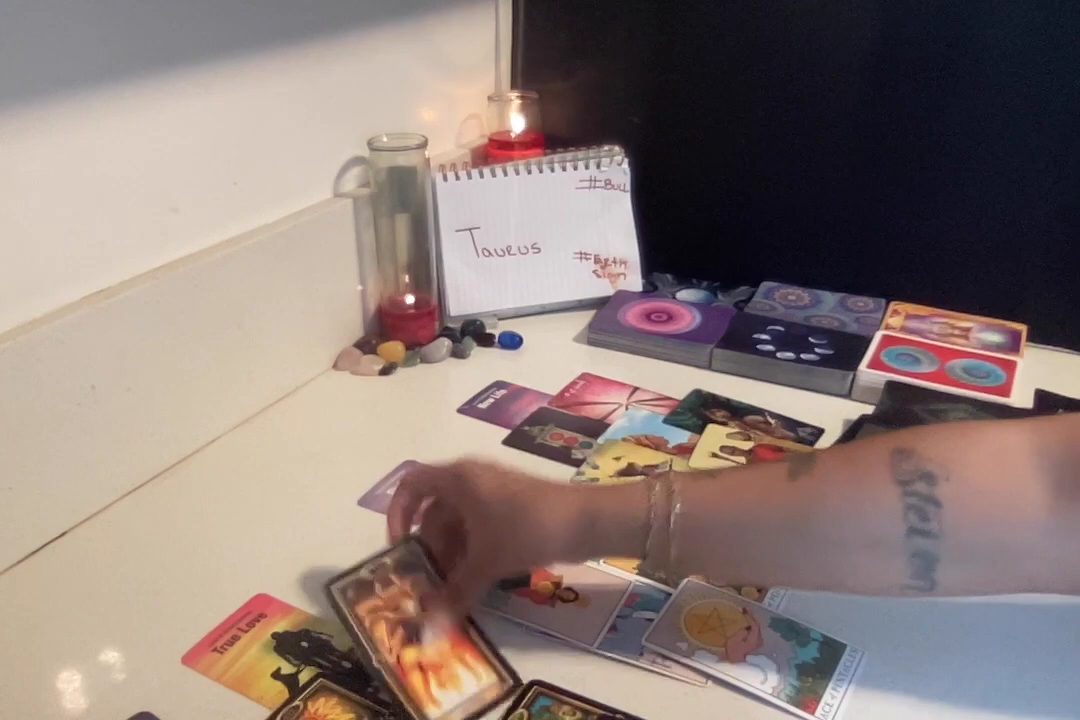 #Bull
Taurus
#Earth
Sign
New Life
True Love
ACE of PENTACLES